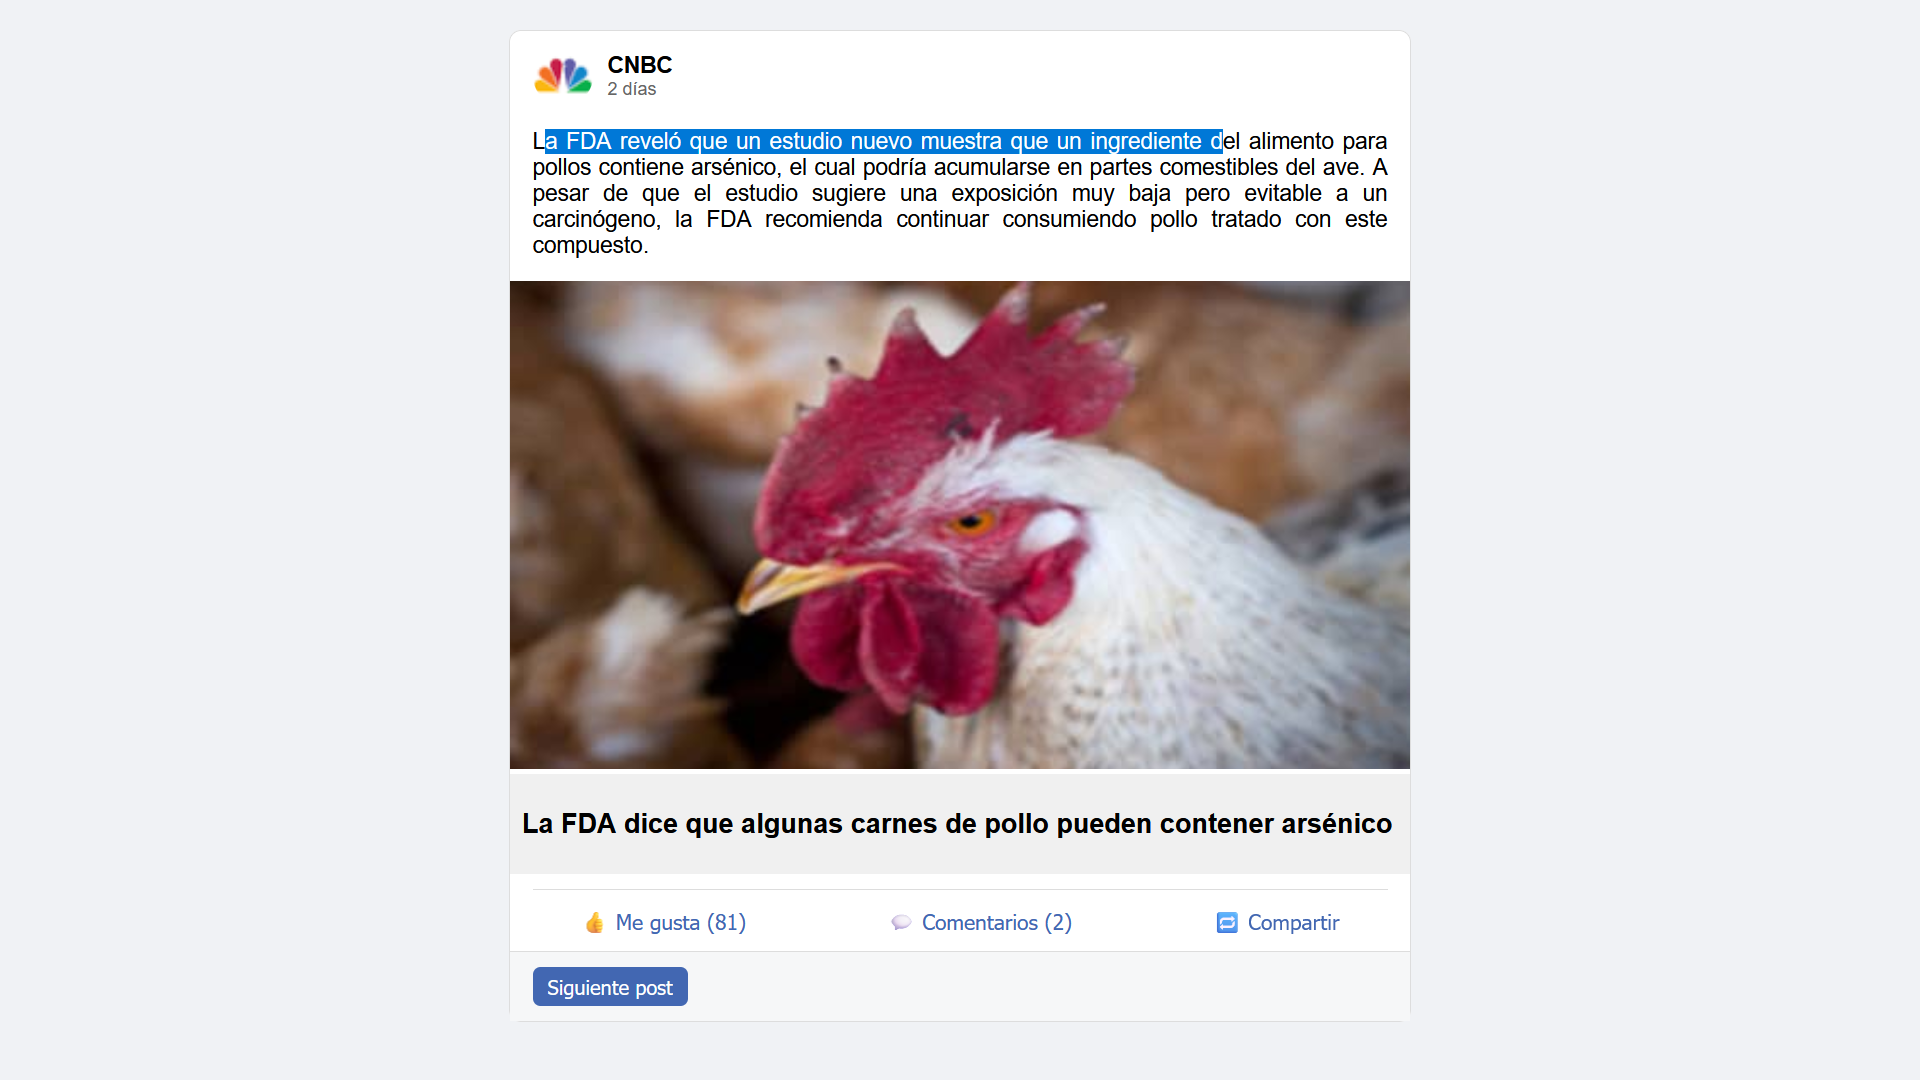 CNBC
2 días
La FDA reveló que un estudio nuevo muestra que un ingrediente del alimento para
pollos contiene arsénico, el cual podría acumularse en partes comestibles del ave. A
pesar de que el estudio sugiere una exposición muy baja pero evitable a un
carcinógeno, la FDA recomienda continuar consumiendo pollo tratado con este
compuesto.
La FDA dice que algunas carnes de pollo pueden contener arsénico
Me gusta (81) Comentarios (2) Compartir
Siguiente post